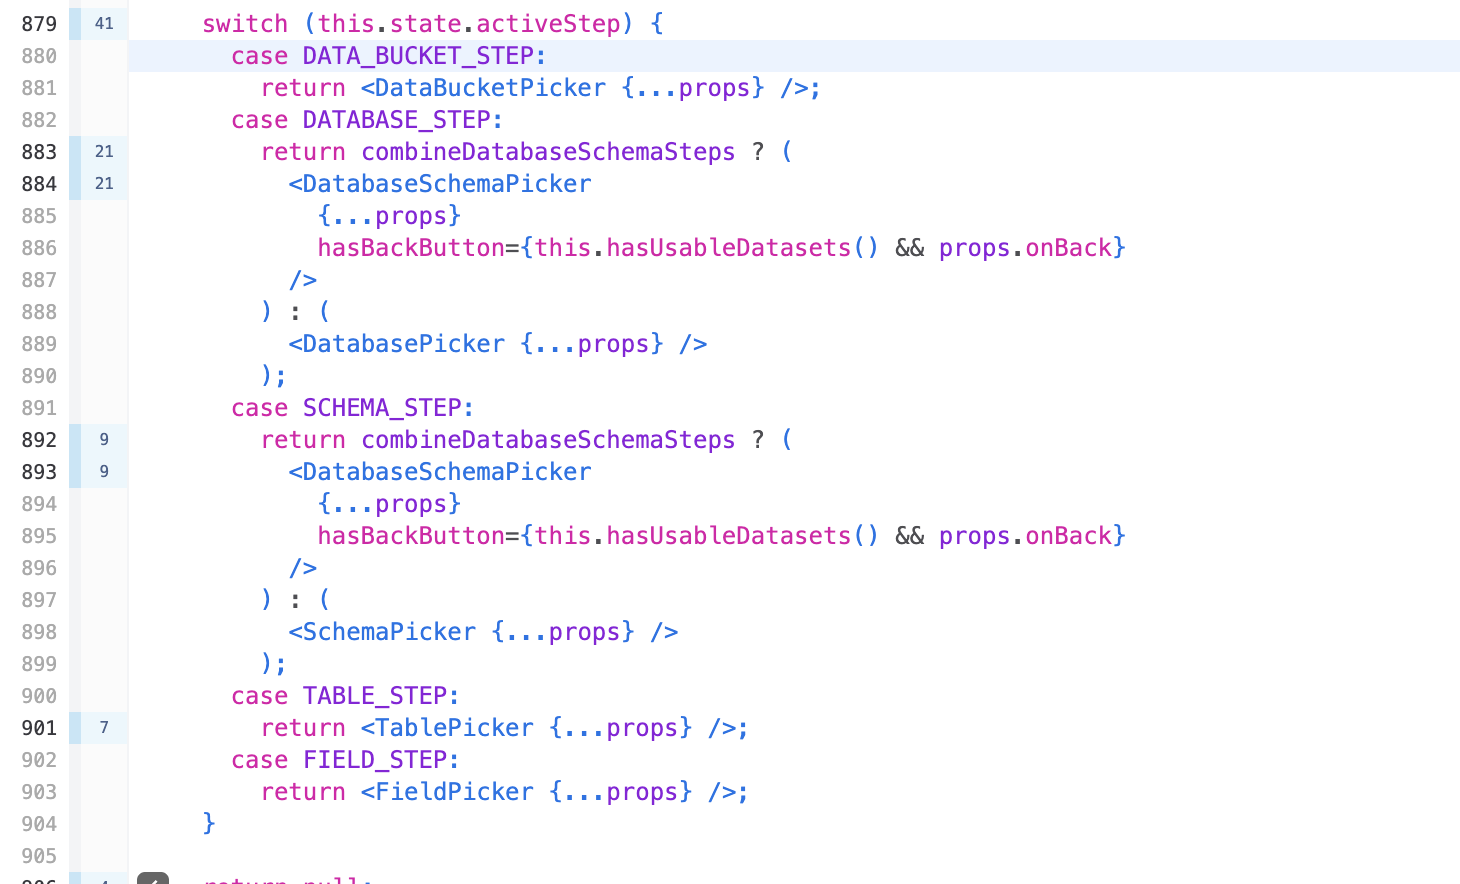 879 41 switch (this.state.activeStep) {
880 case DATA_BUCKET_STEP:
881 return <DataBucketPicker {...props} />;
882 case DATABASE_STEP:
883 21 return combineDatabaseSchemaSteps ? (
884 21 <DatabaseSchemaPicker
885 {...props}
886 hasBackButton={this.hasUsableDatasets() && props.onBack}
887 />
888 ) : (
889 <DatabasePicker {...props} />
890 );
891 case SCHEMA_STEP:
892 9 return combineDatabaseSchemaSteps ? (
893 9 <DatabaseSchemaPicker
894 {...props}
895 hasBackButton={this.hasUsableDatasets() && props.onBack}
896 />
897 ) : (
898 <SchemaPicker {...props} />
899 );
900 case TABLE_STEP:
901 7 return <TablePicker {...props} />;
902 case FIELD_STEP:
903 return <FieldPicker {...props} />;
904 }
905
return null;